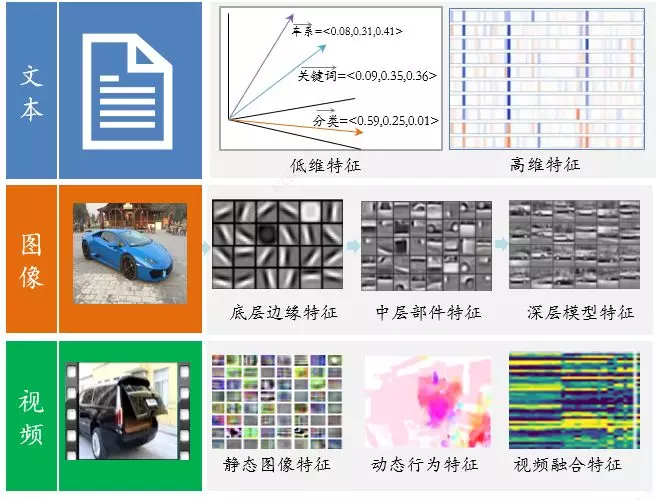 文本
车系=<0.08,0.31,0.41>
关键词=<0.09,0.35,0.36>
分类=<0.59,0.25,0.01>
低维特征
高维特征
图像
底层边缘特征
中层部件特征
深层模型特征
视频
静态图像特征
动态行为特征
视频融合特征